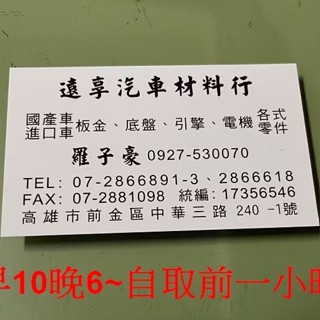 遠享汽車材料行
國產車 板金、底盤、引擎、電機 各式
進口車 零件
羅子豪 0927-530070
TEL: 07-2866891-3、2866618
FAX: 07-2881098 統編: 17356546
高雄市前金區中華三路 240 -1號
早10晚6~自取前一小時